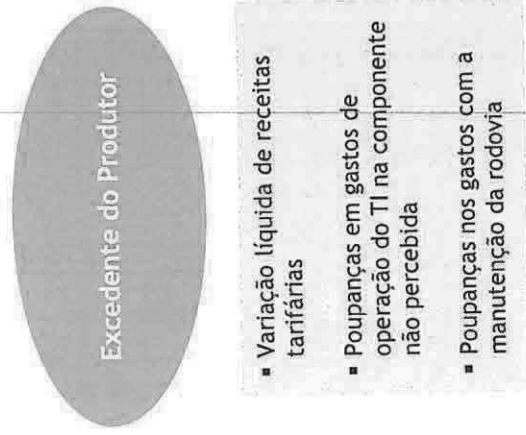 Excedente do Produtor
▪ Variação líquida de receitas
tarifárias
▪ Poupanças em gastos de
operação do TI na componente
não percebida
▪ Poupanças nos gastos com a
manutenção da rodovia